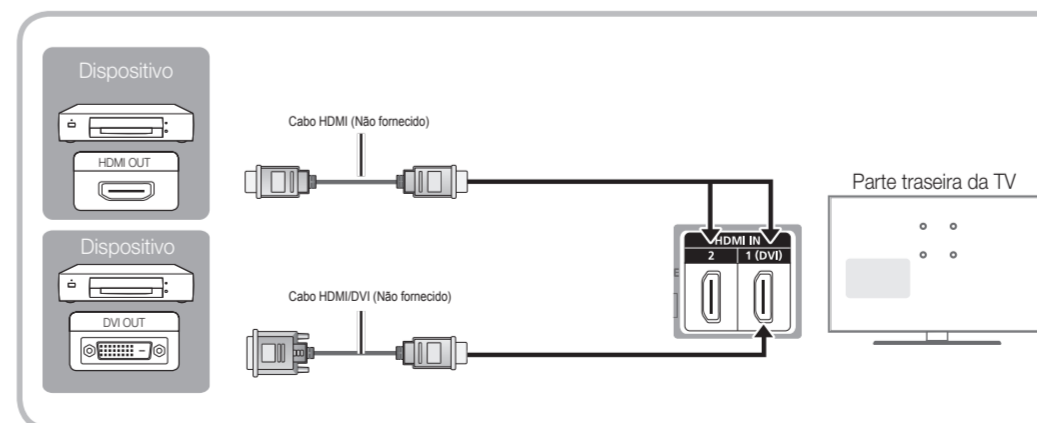 Dispositivo
HDMI OUT
Cabo HDMI (Não fornecido)
Parte traseira da TV
HDMI IN
2 1 (DVI)
Dispositivo
DVI OUT
Cabo HDMI/DVI (Não fornecido)